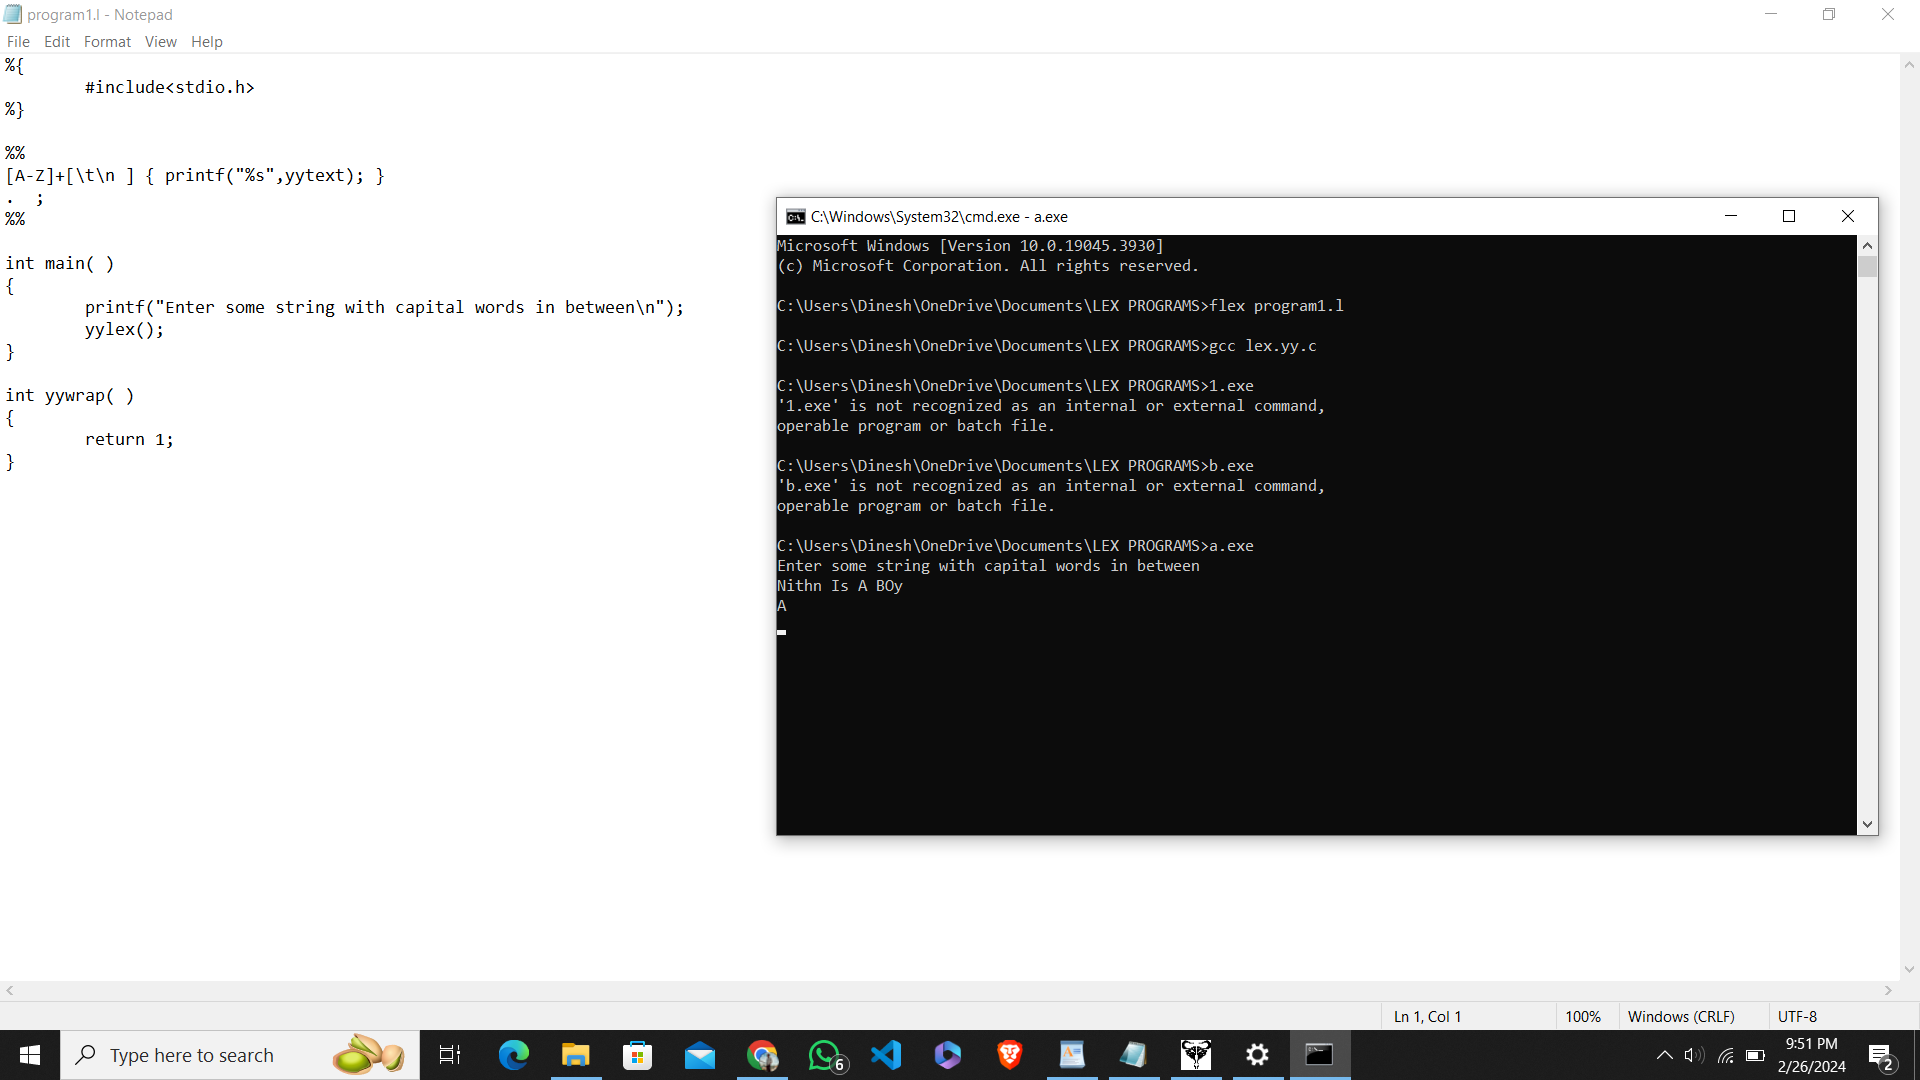 program1.l - Notepad
File Edit Format View Help
%{
#include<stdio.h>
%}
%%
[A-Z]+[\t\n ] { printf("%s",yytext); }
. ;
%%
int main( )
{
printf("Enter some string with capital words in between\n");
yylex();
}
int yywrap( )
{
return 1;
}
C:\Windows\System32\cmd.exe - a.exe
Microsoft Windows [Version 10.0.19045.3930]
(c) Microsoft Corporation. All rights reserved.
C:\Users\Dinesh\OneDrive\Documents\LEX PROGRAMS>flex program1.l
C:\Users\Dinesh\OneDrive\Documents\LEX PROGRAMS>gcc lex.yy.c
C:\Users\Dinesh\OneDrive\Documents\LEX PROGRAMS>1.exe
'1.exe' is not recognized as an internal or external command,
operable program or batch file.
C:\Users\Dinesh\OneDrive\Documents\LEX PROGRAMS>b.exe
'b.exe' is not recognized as an internal or external command,
operable program or batch file.
C:\Users\Dinesh\OneDrive\Documents\LEX PROGRAMS>a.exe
Enter some string with capital words in between
Nithn Is A BOy
A
Ln 1, Col 1 100% Windows (CRLF) UTF-8
Type here to search
6
9:51 PM
2/26/2024
2